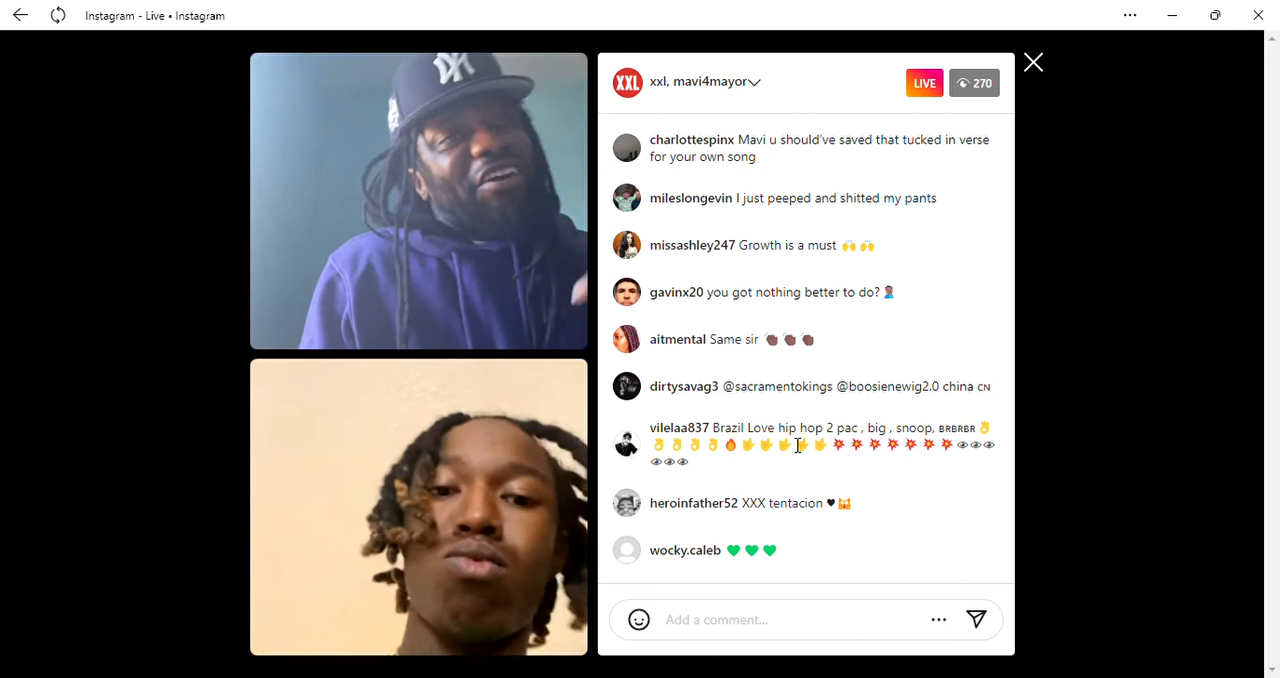 Instagram - Live • Instagram
XXL xxl, mavi4mayor LIVE 270
charlottespinx Mavi u should've saved that tucked in verse
for your own song
mileslongevin I just peeped and shitted my pants
missashley247 Growth is a must 🙌 🙌
gavinx20 you got nothing better to do? 🤦🏾‍♂️
aitmental Same sir 👏🏾 👏🏾 👏🏾
dirtysavag3 @sacramentokings @boosienewig2.0 china CN
vilelaa837 Brazil Love hip hop 2 pac , big , snoop, BRBRBR 👌
👌 👌 👌 👌 🔥 🤟 🤟 🤟 🤟 🤟 💥 💥 💥 💥 💥 💥 💥 👁👁👁
👁👁👁
heroinfather52 XXX tentacion ♥ 🙀
wocky.caleb 💚 💚 💚
Add a comment...
NY